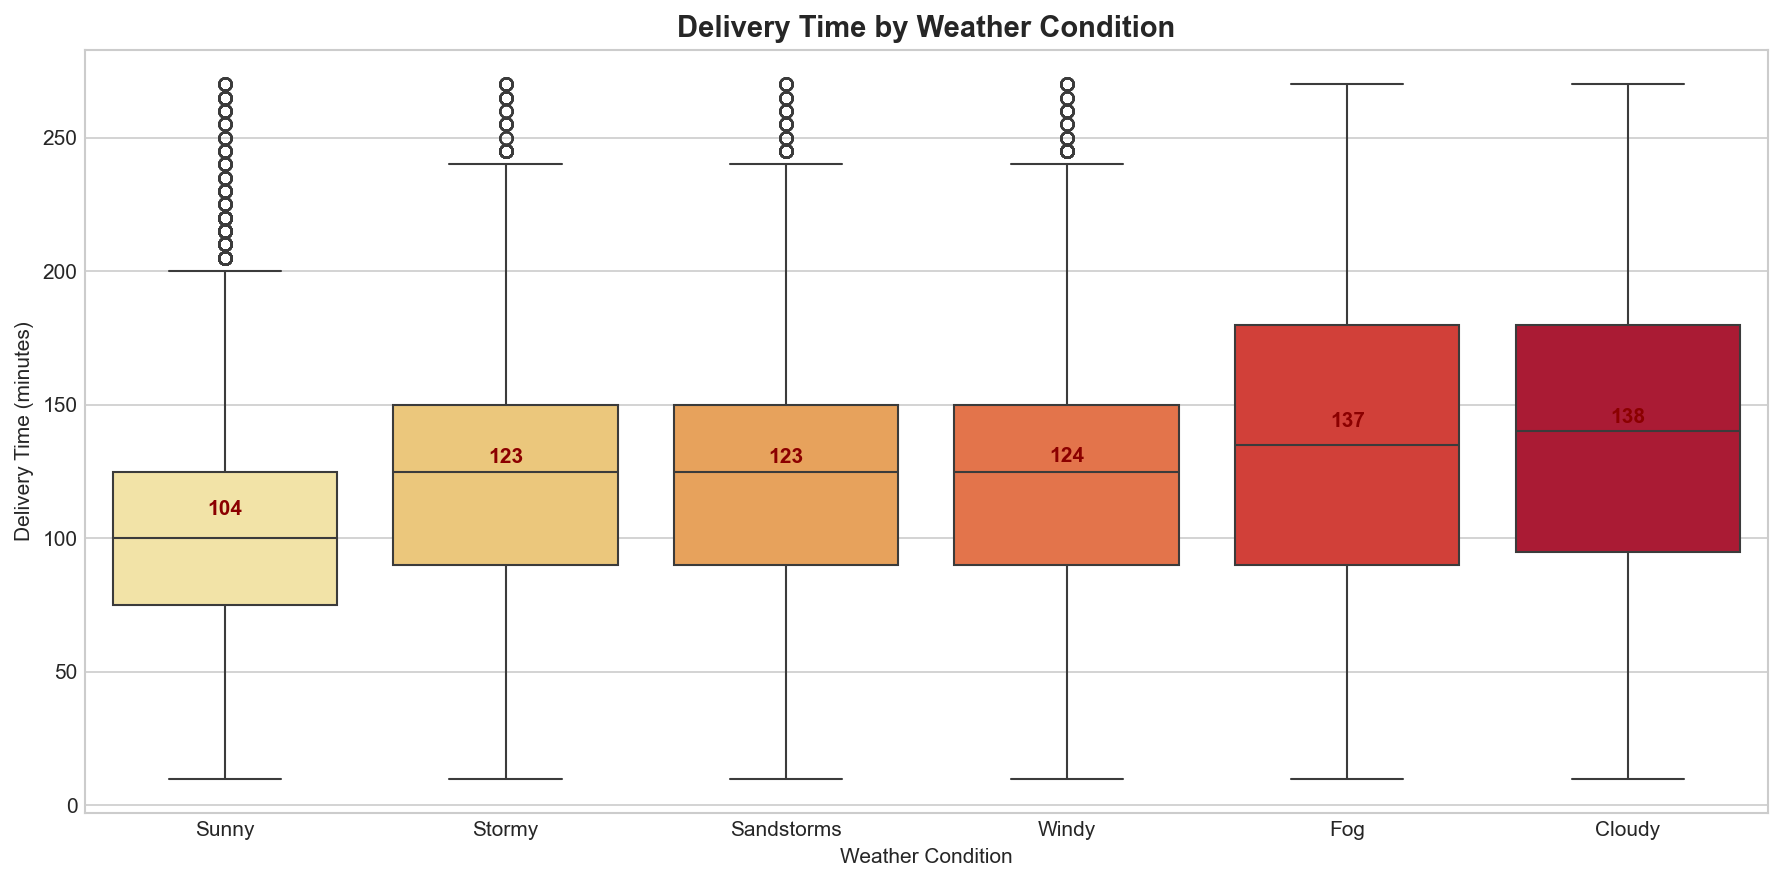 Delivery Time by Weather Condition
Delivery Time (minutes)
250
200
150
100
50
0
104
123
123
124
137
138
Sunny
Stormy
Sandstorms
Windy
Fog
Cloudy
Weather Condition